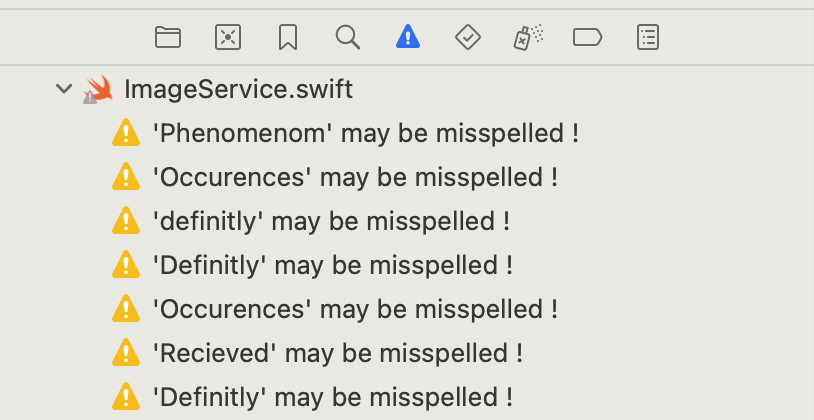 ImageService.swift
'Phenomenom' may be misspelled !
'Occurences' may be misspelled !
'definitly' may be misspelled !
'Definitly' may be misspelled !
'Occurences' may be misspelled !
'Recieved' may be misspelled !
'Definitly' may be misspelled !